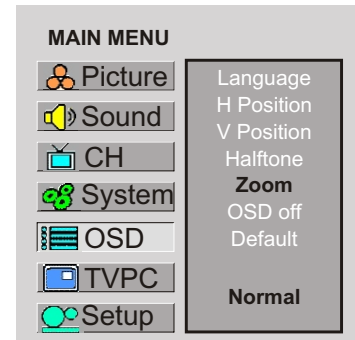 MAIN MENU
Picture
Sound
CH
System
OSD
TVPC
Setup
Language
H Position
V Position
Halftone
Zoom
OSD off
Default
Normal